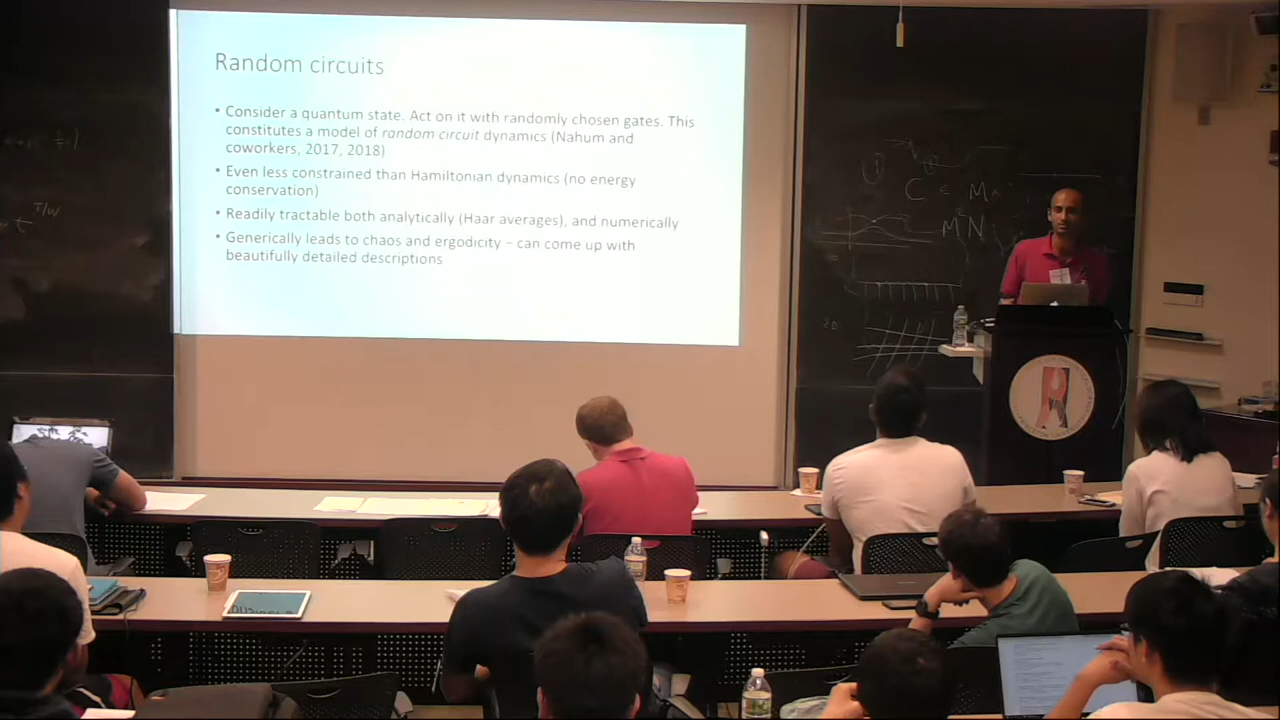 Random circuits
• Consider a quantum state. Act on it with randomly chosen gates. This
constitutes a model of random circuit dynamics (Nahum and
coworkers, 2017, 2018)
• Even less constrained than Hamiltonian dynamics (no energy
conservation)
• Readily tractable both analytically (Haar averages), and numerically
• Generically leads to chaos and ergodicity – can come up with
beautifully detailed descriptions